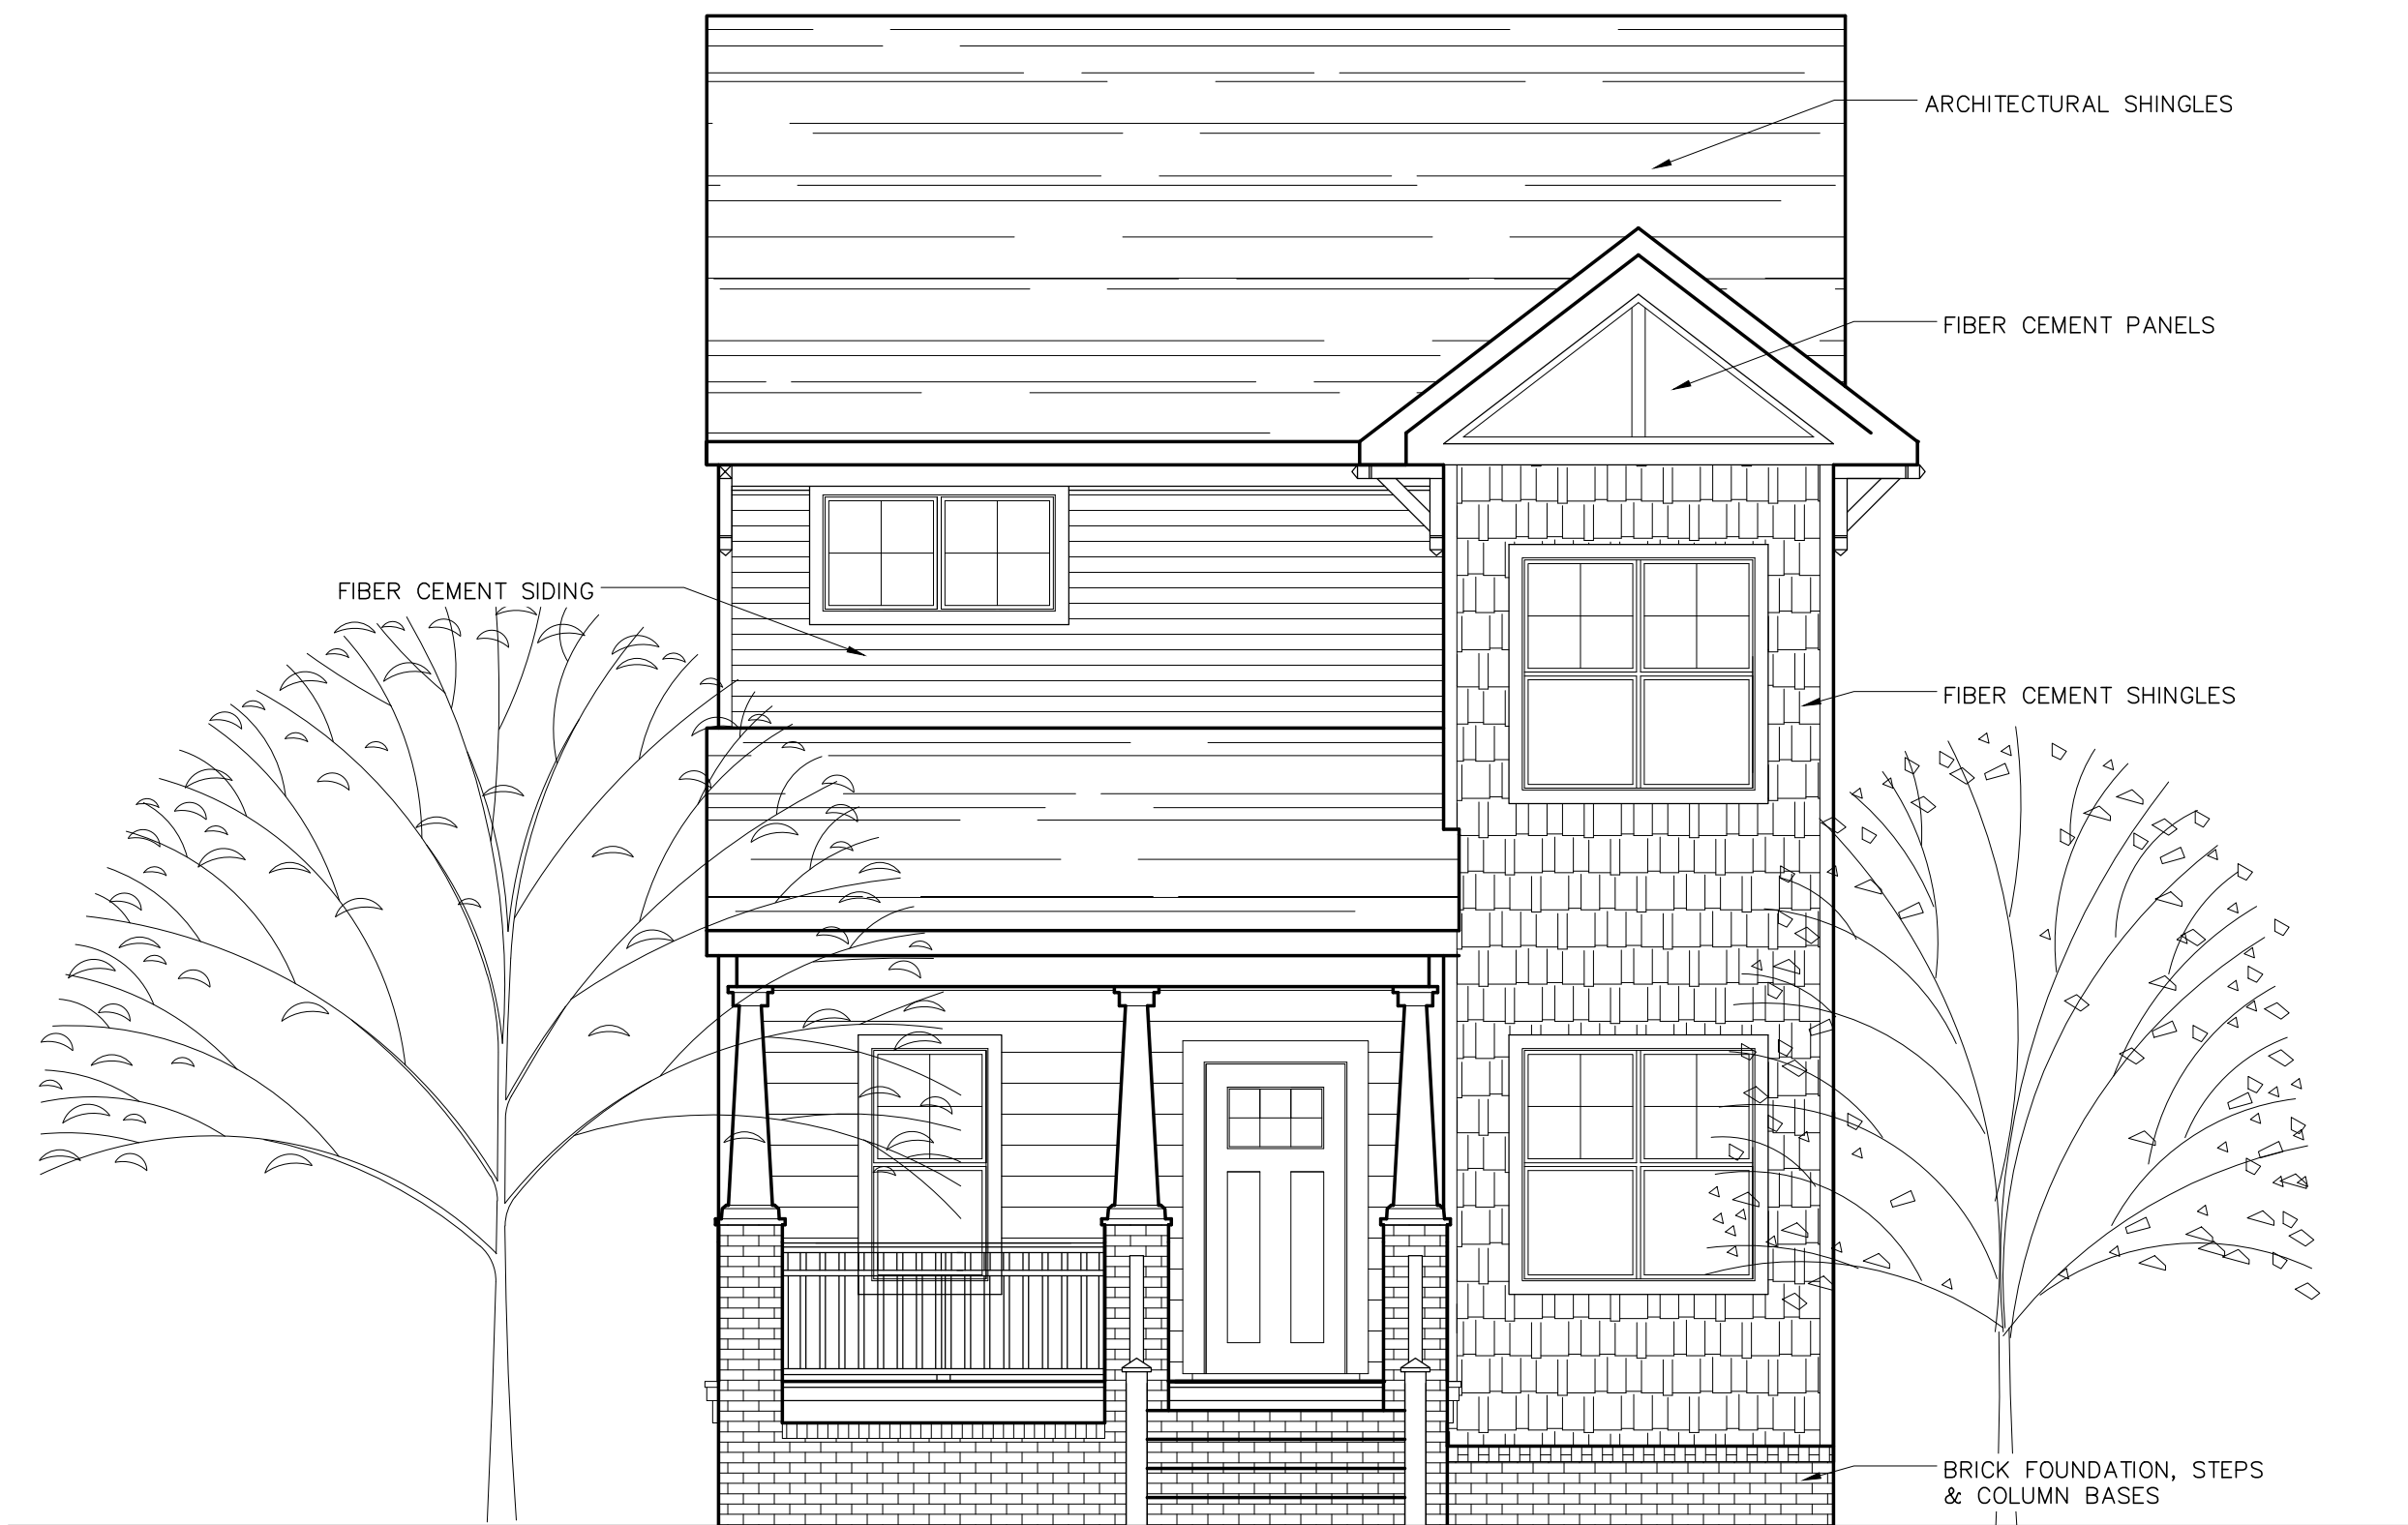 ARCHITECTURAL SHINGLES
FIBER CEMENT PANELS
FIBER CEMENT SIDING
FIBER CEMENT SHINGLES
BRICK FOUNDATION, STEPS
& COLUMN BASES